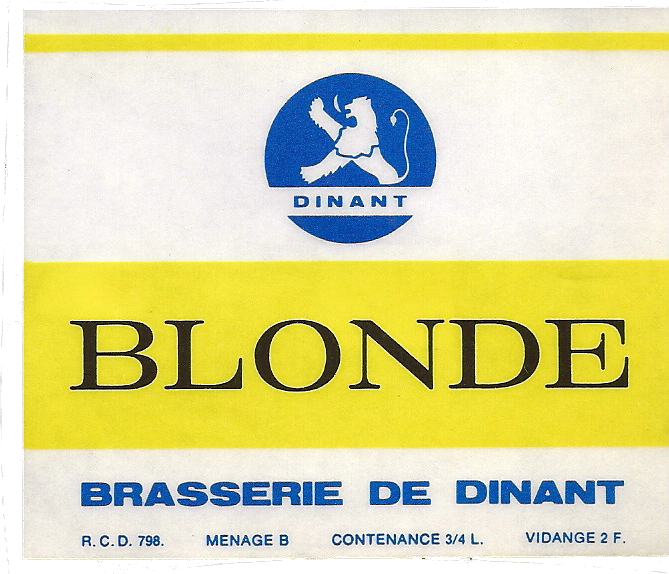 DINANT
BLONDE
BRASSERIE DE DINANT
R.C.D. 798. MENAGE B CONTENANCE 3/4 L. VIDANGE 2 F.